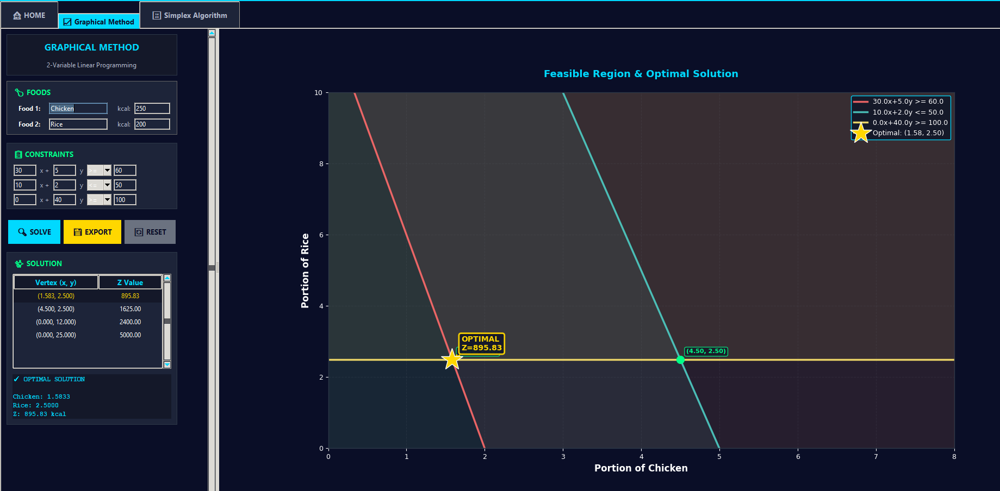 HOME
Graphical Method
Simplex Algorithm
GRAPHICAL METHOD
2-Variable Linear Programming
FOODS
Food 1: Chicken kcal: 250
Food 2: Rice kcal: 200
CONSTRAINTS
30 x + 5 y >= 60
10 x + 2 y <= 50
0 x + 40 y >= 100
SOLVE EXPORT RESET
SOLUTION
Vertex (x, y) Z Value
(1.583, 2.500) 895.83
(4.500, 2.500) 1625.00
(0.000, 12.000) 2400.00
(0.000, 25.000) 5000.00
✓ OPTIMAL SOLUTION
Chicken: 1.5833
Rice: 2.5000
Z: 895.83 kcal
Feasible Region & Optimal Solution
30.0x+5.0y >= 60.0
10.0x+2.0y <= 50.0
0.0x+40.0y >= 100.0
Optimal: (1.58, 2.50)
10
8
6
4
2
0
Portion of Rice
OPTIMAL
Z=895.83
(4.50, 2.50)
0 1 2 3 4 5 6 7 8
Portion of Chicken